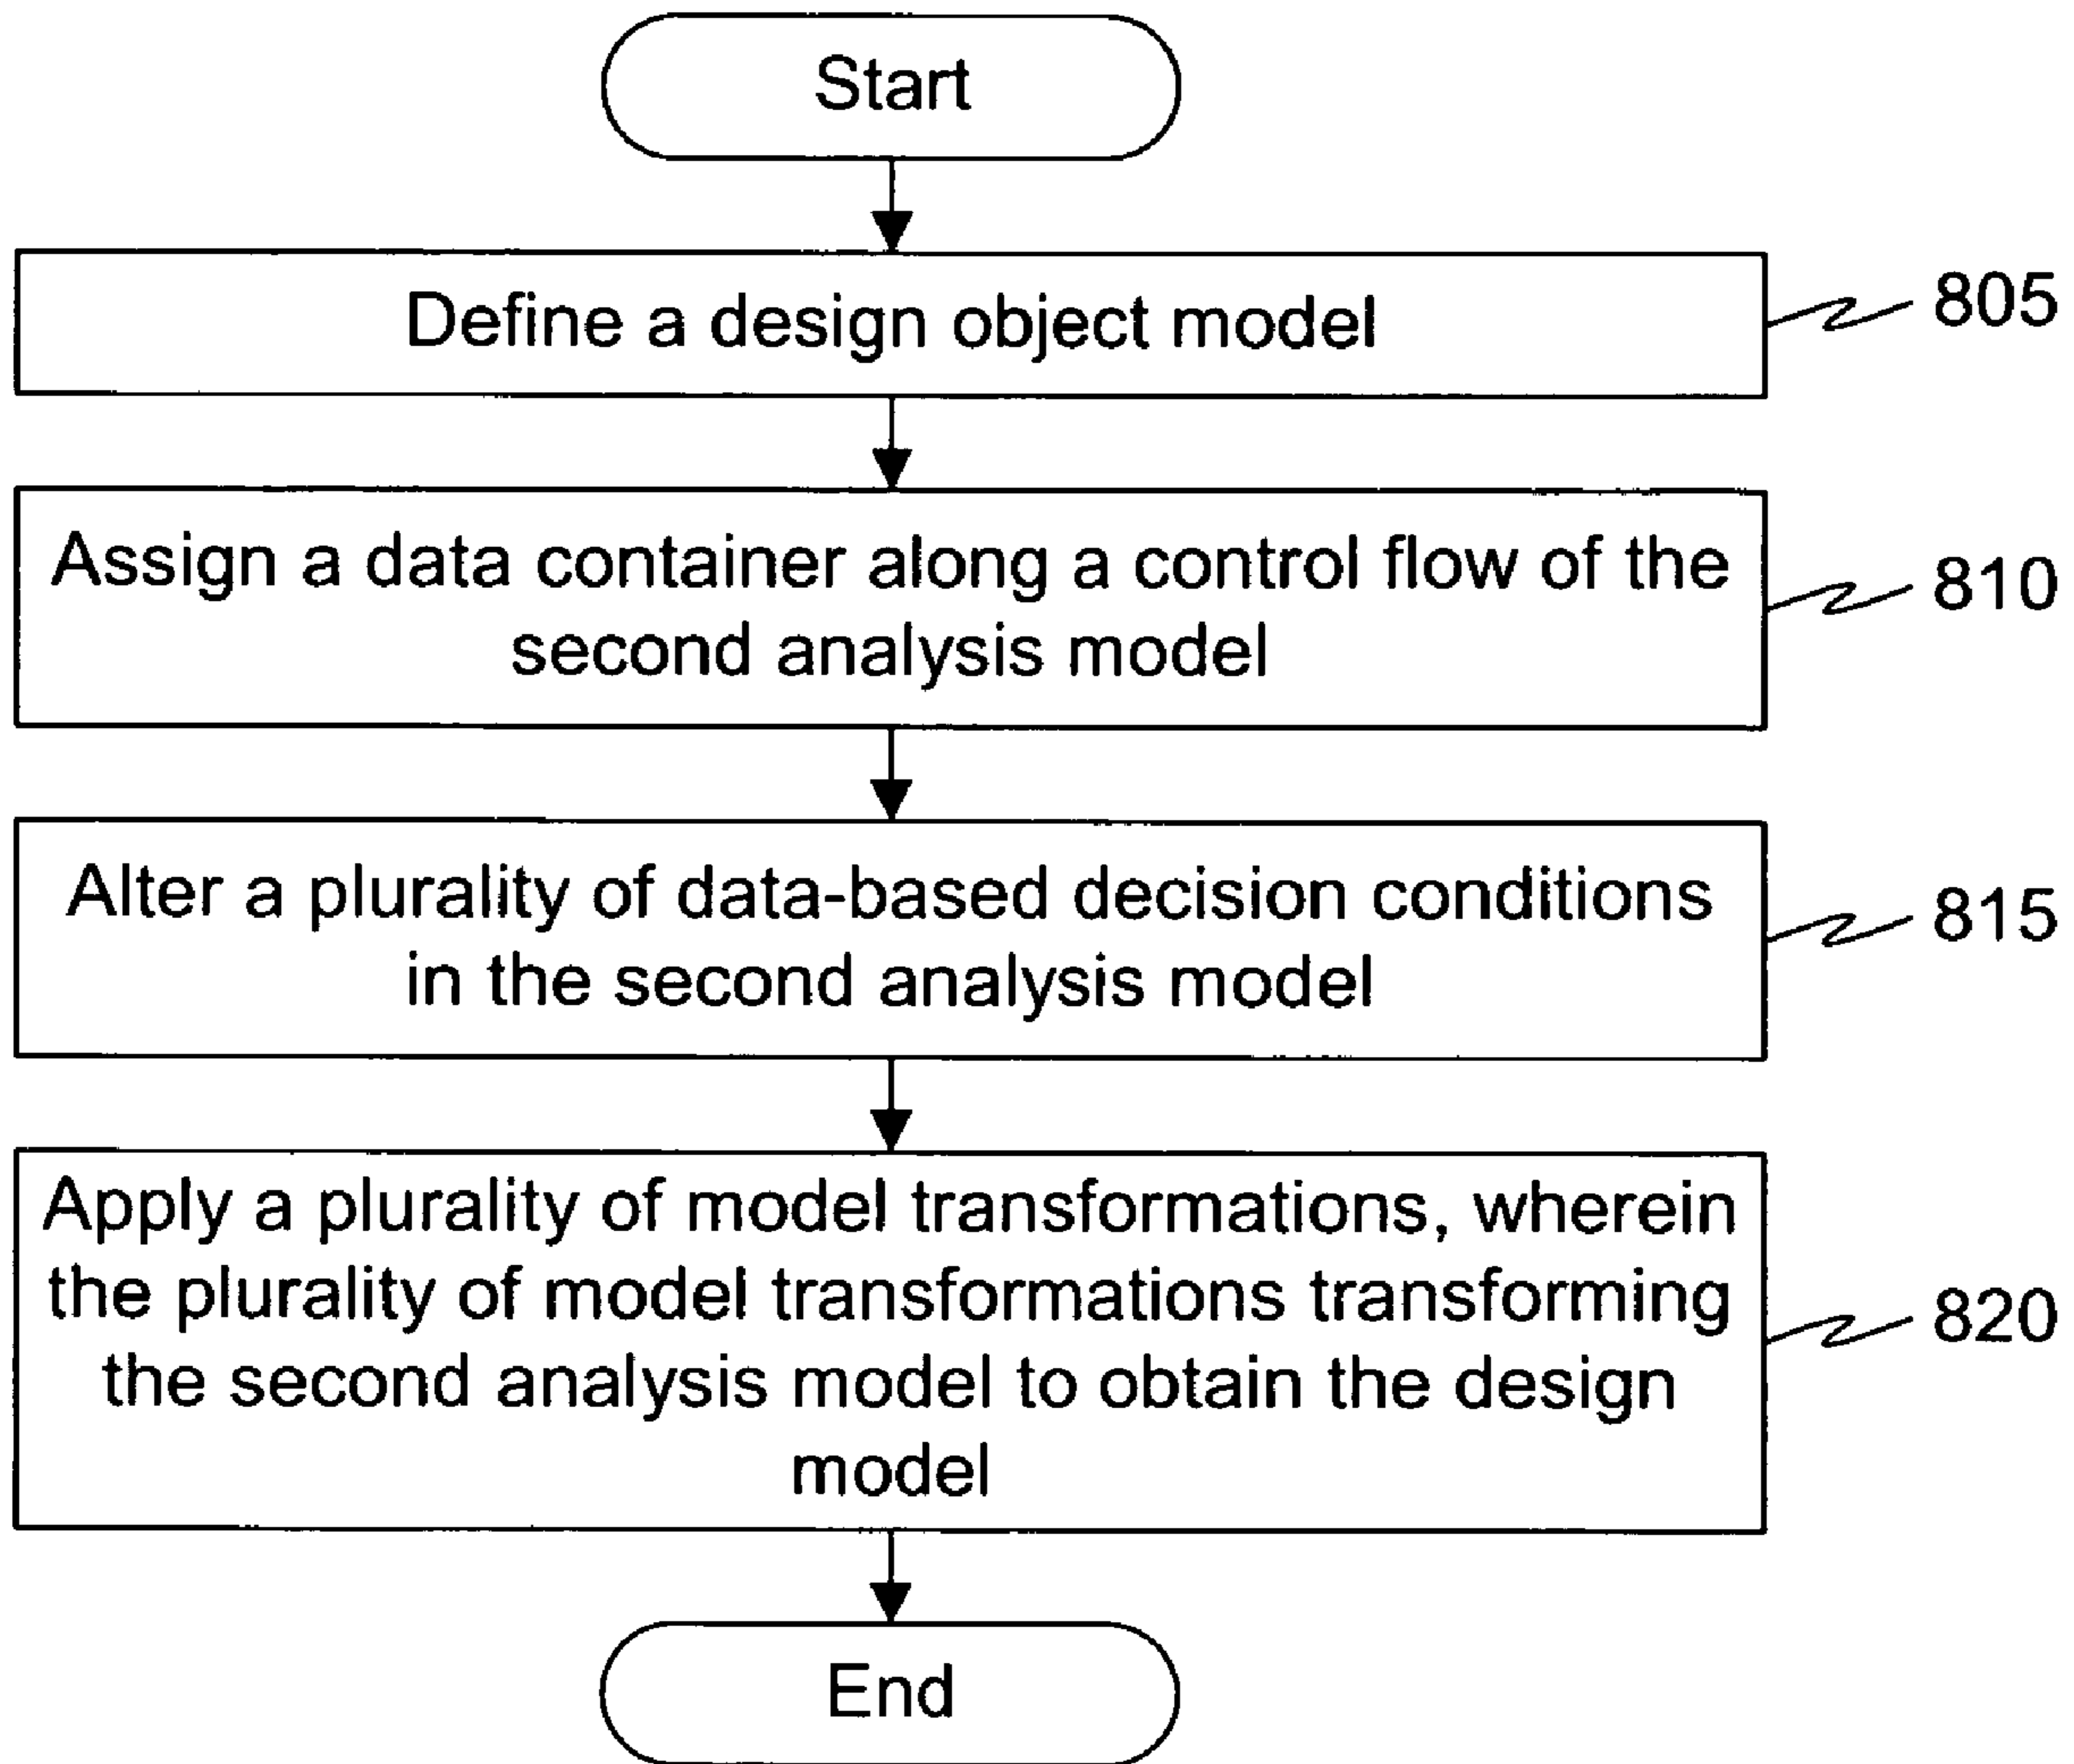 Start
Define a design object model
805
Assign a data container along a control flow of the
second analysis model
810
Alter a plurality of data-based decision conditions
in the second analysis model
815
Apply a plurality of model transformations, wherein
the plurality of model transformations transforming
the second analysis model to obtain the design
model
820
End